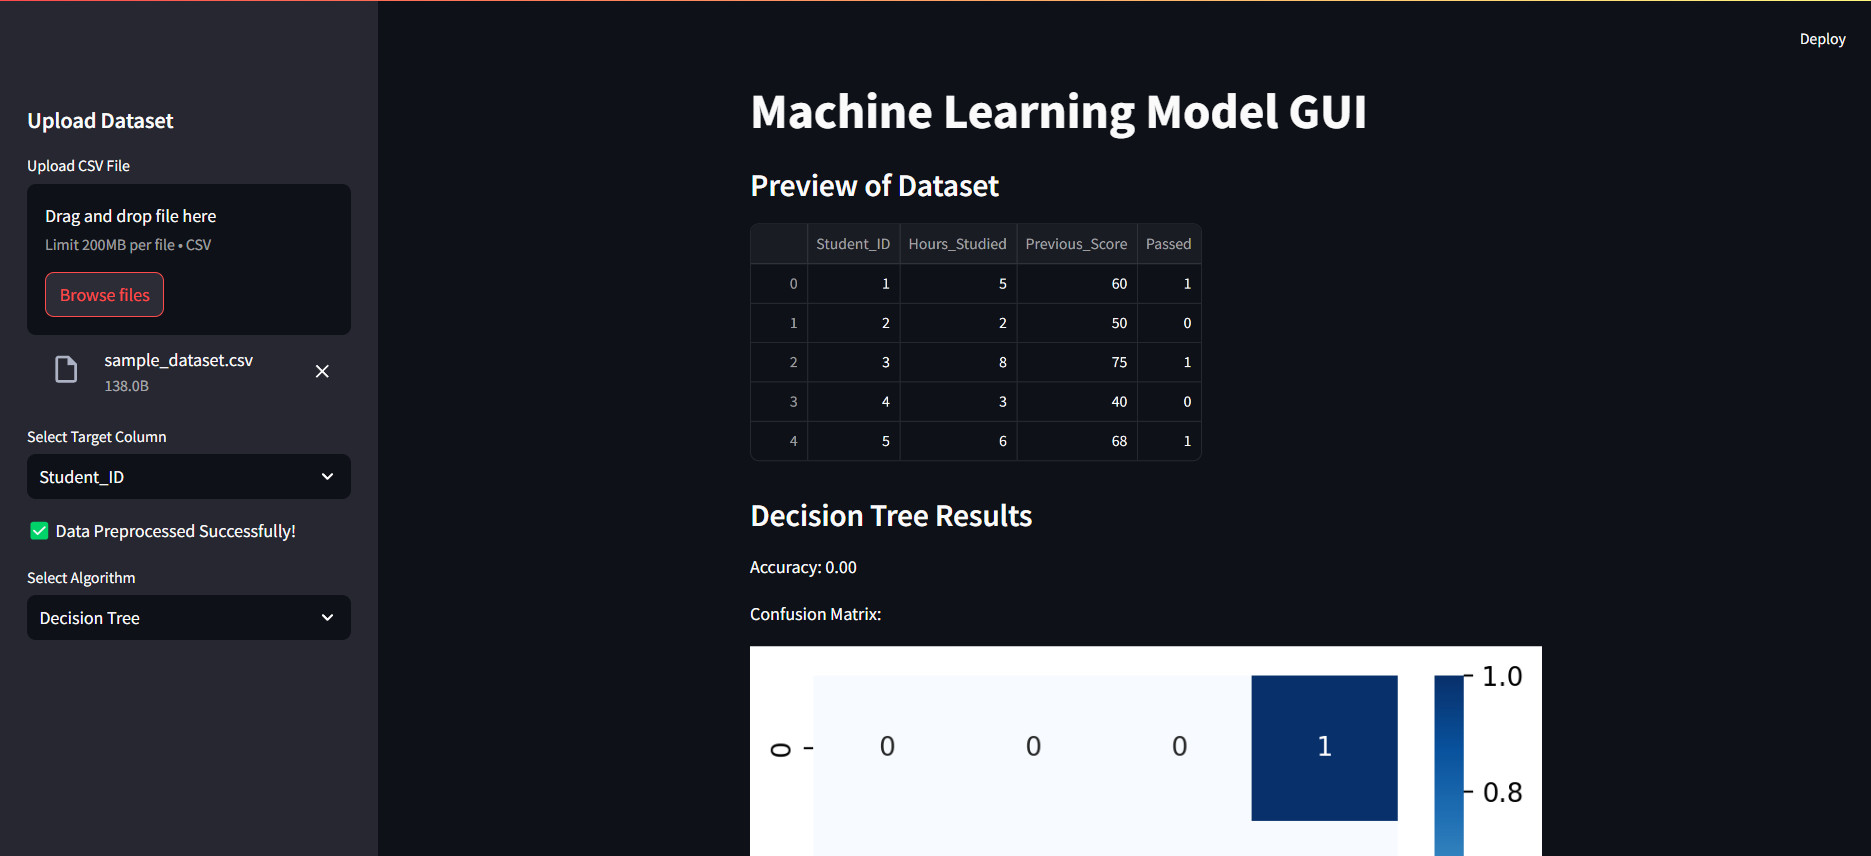 Deploy
Upload Dataset
Upload CSV File
Drag and drop file here
Limit 200MB per file • CSV
Browse files
sample_dataset.csv
138.0B
Select Target Column
Student_ID
Data Preprocessed Successfully!
Select Algorithm
Decision Tree
Machine Learning Model GUI
Preview of Dataset
Student_ID Hours_Studied Previous_Score Passed
0 1 5 60 1
1 2 2 50 0
2 3 8 75 1
3 4 3 40 0
4 5 6 68 1
Decision Tree Results
Accuracy: 0.00
Confusion Matrix:
0 0 0 0 1
1.0
0.8